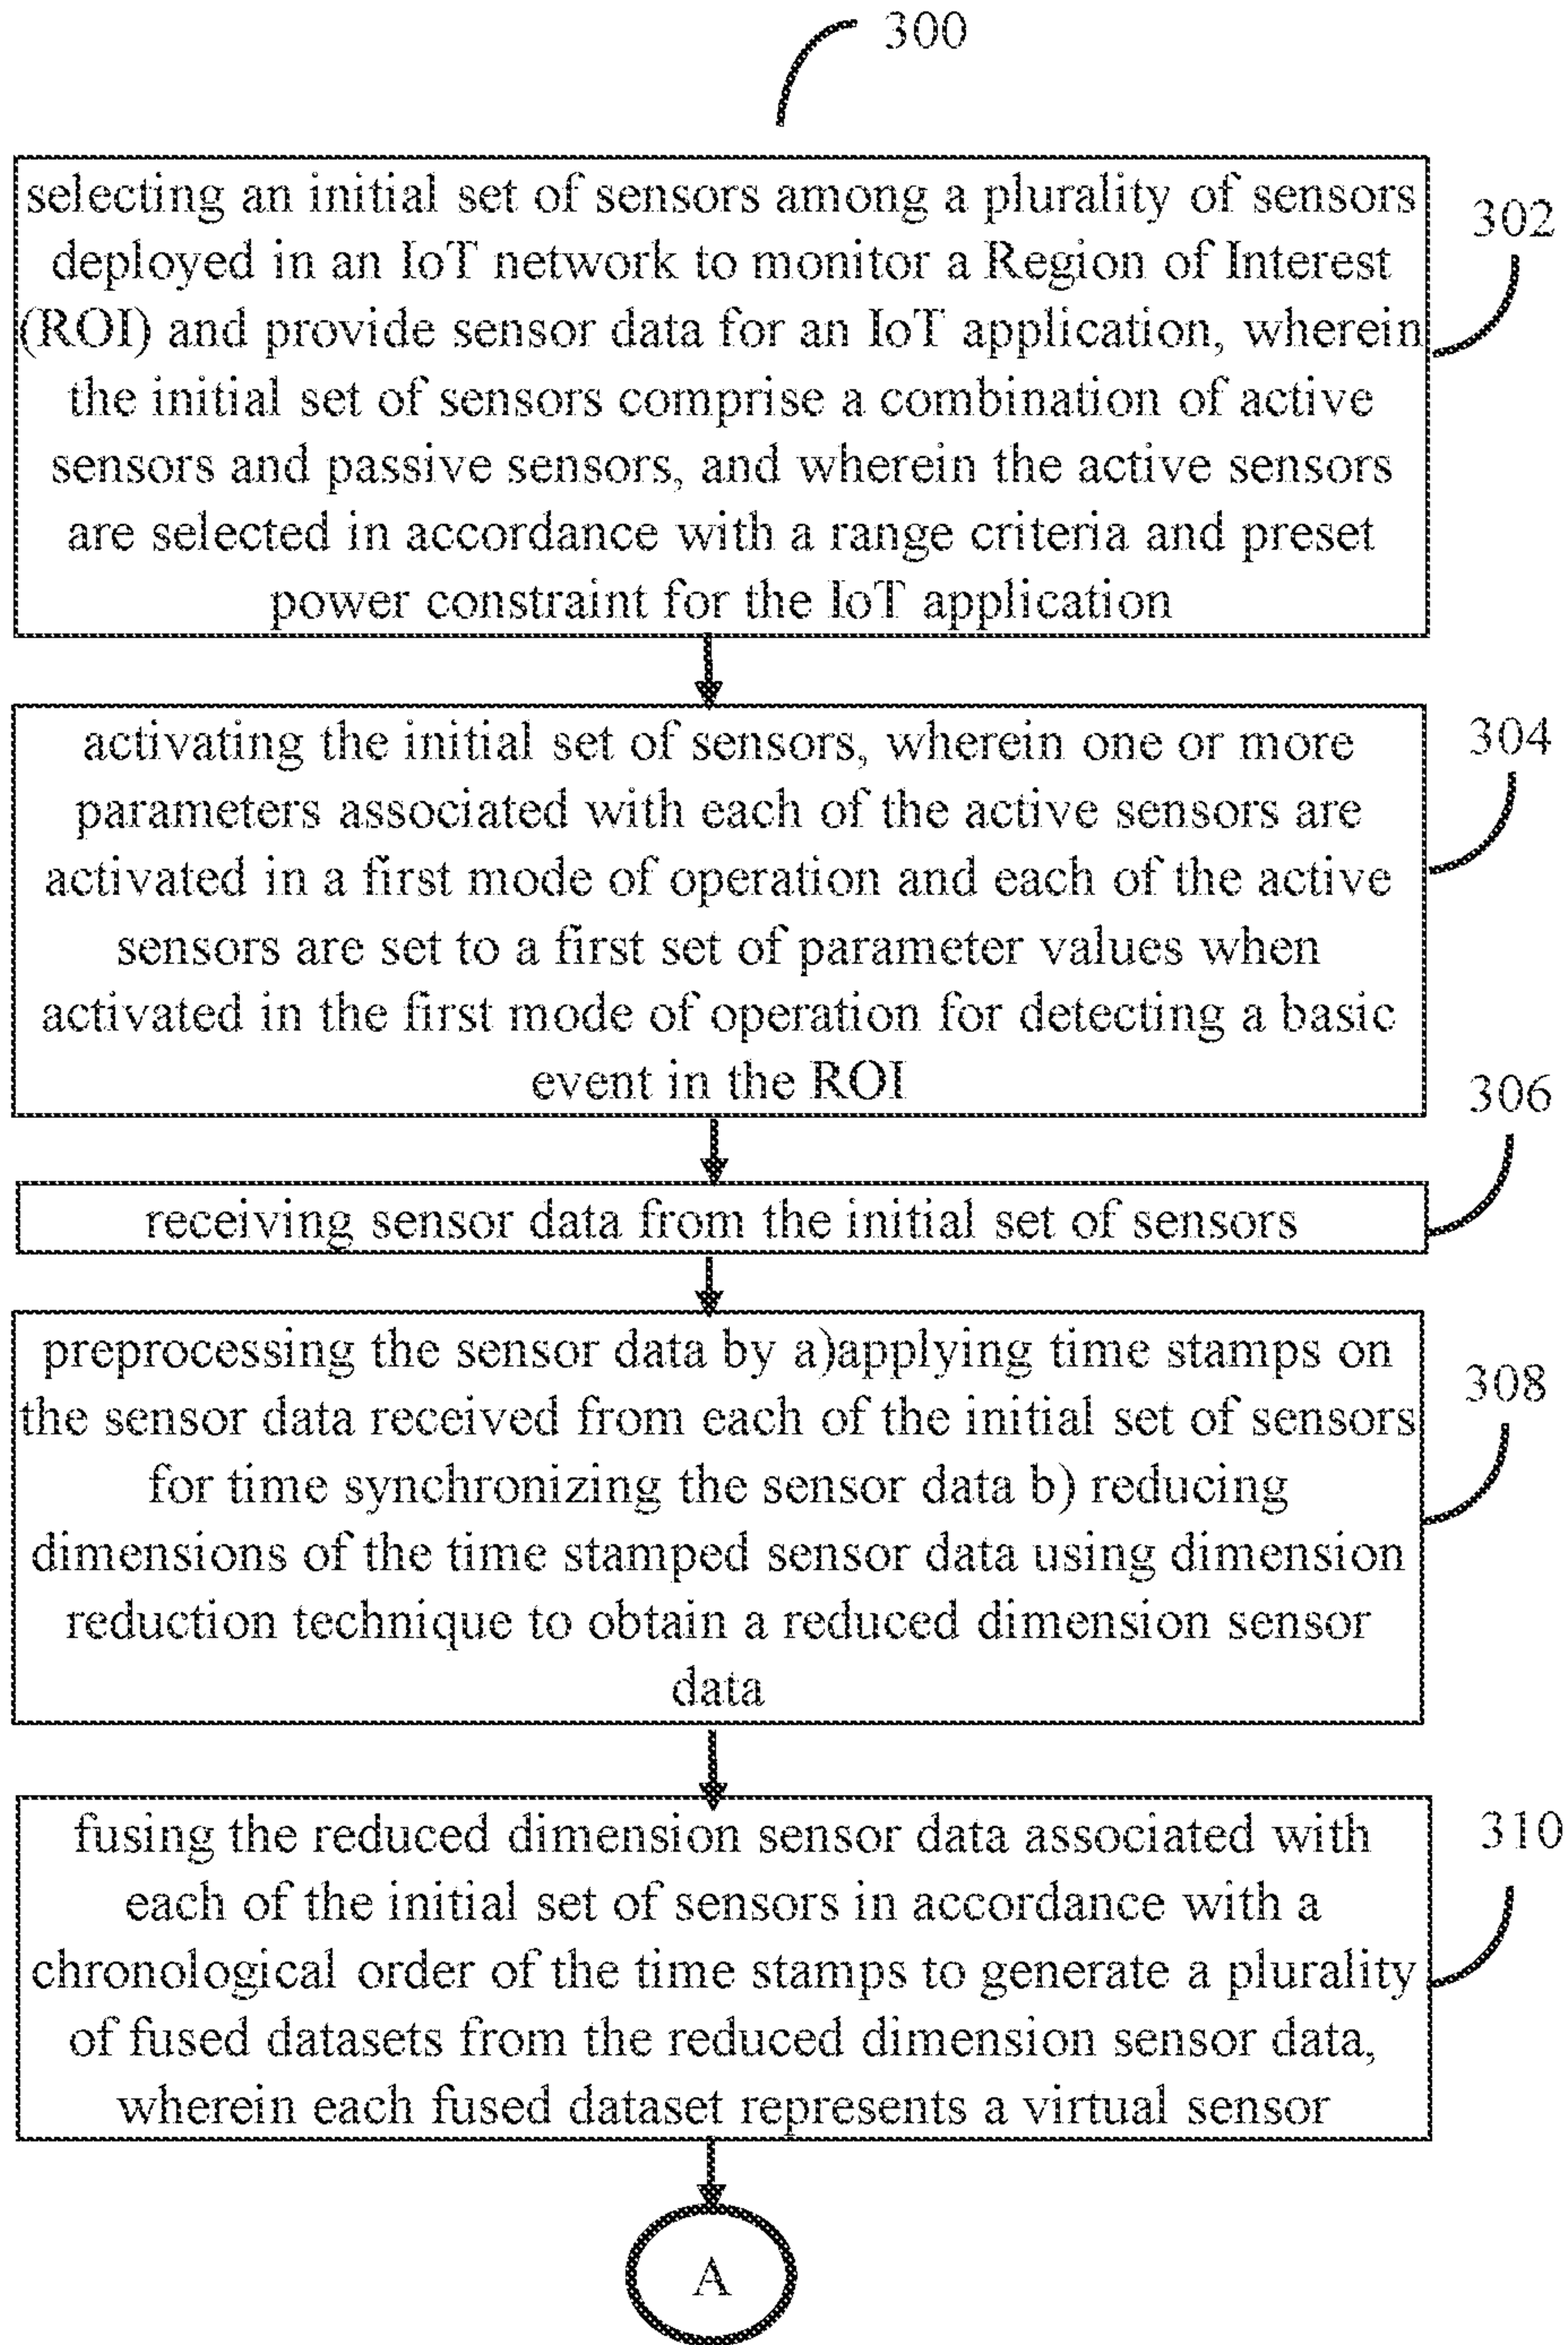 300
selecting an initial set of sensors among a plurality of sensors
deployed in an IoT network to monitor a Region of Interest
(ROI) and provide sensor data for an IoT application, wherein
the initial set of sensors comprise a combination of active
sensors and passive sensors, and wherein the active sensors
are selected in accordance with a range criteria and preset
power constraint for the IoT application
302
activating the initial set of sensors, wherein one or more
parameters associated with each of the active sensors are
activated in a first mode of operation and each of the active
sensors are set to a first set of parameter values when
activated in the first mode of operation for detecting a basic
event in the ROI
304
receiving sensor data from the initial set of sensors
306
preprocessing the sensor data by a)applying time stamps on
the sensor data received from each of the initial set of sensors
for time synchronizing the sensor data b) reducing
dimensions of the time stamped sensor data using dimension
reduction technique to obtain a reduced dimension sensor
data
308
fusing the reduced dimension sensor data associated with
each of the initial set of sensors in accordance with a
chronological order of the time stamps to generate a plurality
of fused datasets from the reduced dimension sensor data,
wherein each fused dataset represents a virtual sensor
310
A